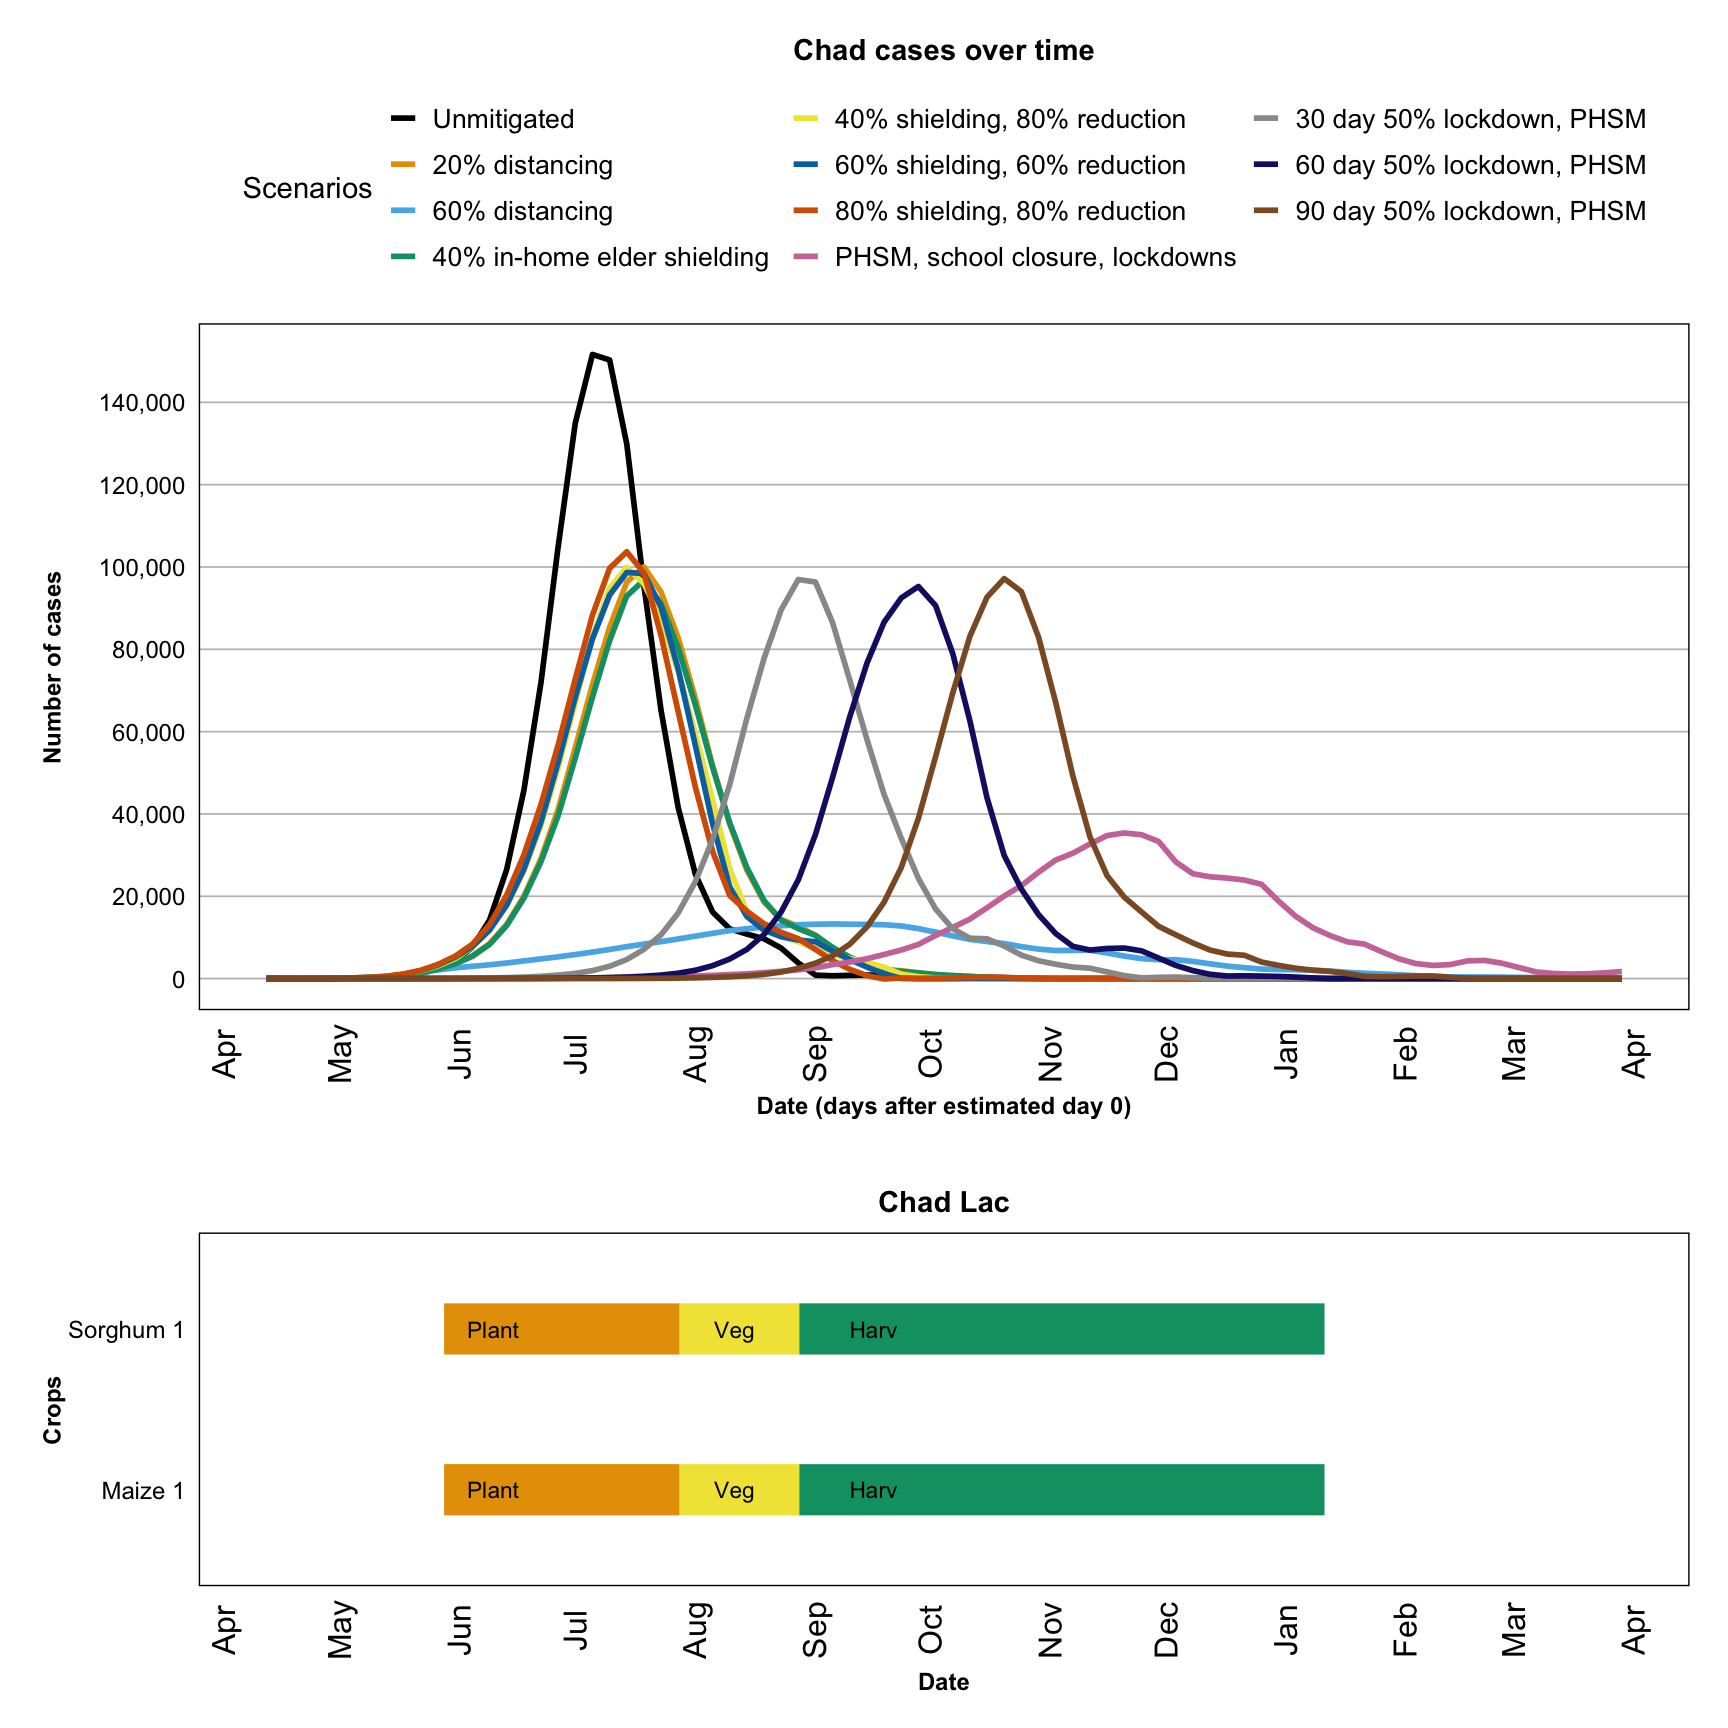 Chad cases over time
Scenarios
Unmitigated
20% distancing
60% distancing
40% in-home elder shielding
40% shielding, 80% reduction
60% shielding, 60% reduction
80% shielding, 80% reduction
PHSM, school closure, lockdowns
30 day 50% lockdown, PHSM
60 day 50% lockdown, PHSM
90 day 50% lockdown, PHSM
Number of cases
140,000
120,000
100,000
80,000
60,000
40,000
20,000
0
Apr May Jun Jul Aug Sep Oct Nov Dec Jan Feb Mar Apr
Date (days after estimated day 0)
Chad Lac
Crops
Sorghum 1 Plant Veg Harv
Maize 1 Plant Veg Harv
Apr May Jun Jul Aug Sep Oct Nov Dec Jan Feb Mar Apr
Date